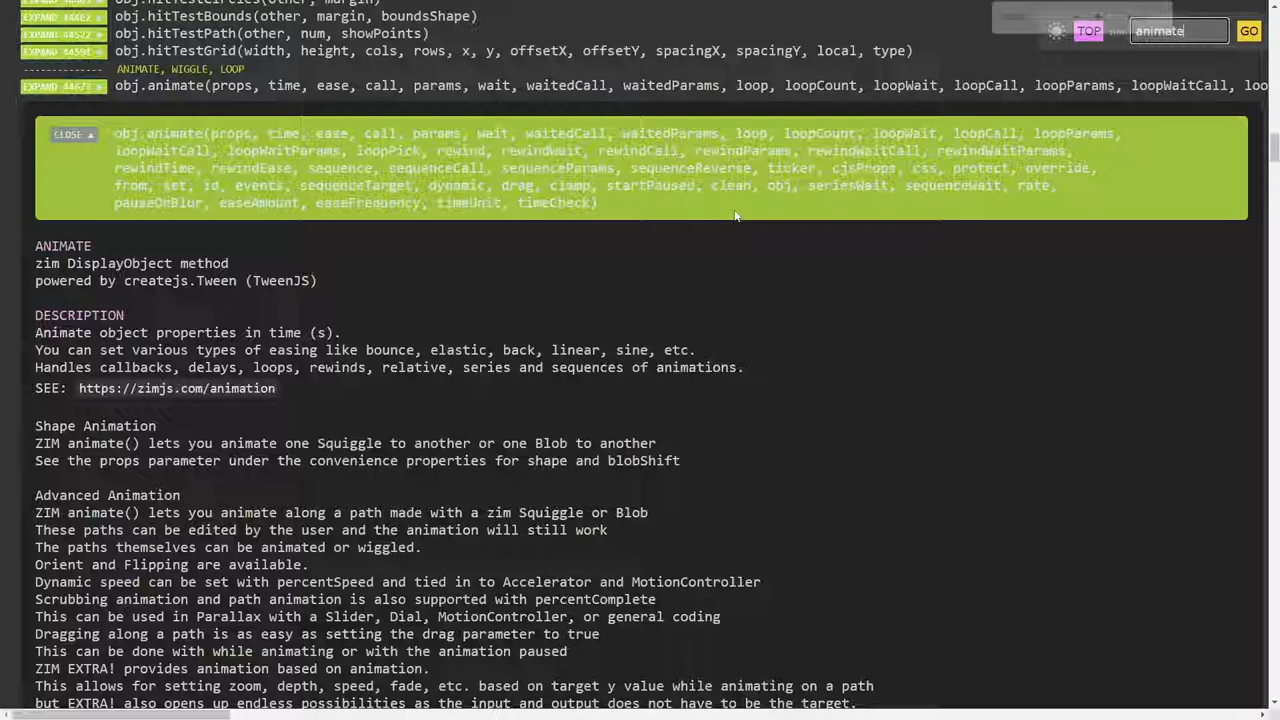 obj.hitTestCircles(other, margin)
obj.hitTestBounds(other, margin, boundsShape)
EXPAND 44522 obj.hitTestPath(other, num, showPoints)
obj.hitTestGrid(width, height, cols, rows, x, y, offsetX, offsetY, spacingX, spacingY, local, type)
-------------- ANIMATE, WIGGLE, LOOP
EXPAND 44673 obj.animate(props, time, ease, call, params, wait, waitedCall, waitedParams, loop, loopCount, loopWait, loopCall, loopParams, loopWaitCall, loo
TOP zim animate GO
CLOSE ▲ obj.animate(props, time, ease, call, params, wait, waitedCall, waitedParams, loop, loopCount, loopWait, loopCall, loopParams,
loopWaitCall, loopWaitParams, loopPick, rewind, rewindWait, rewindCall, rewindParams, rewindWaitCall, rewindWaitParams,
rewindTime, rewindEase, sequence, sequenceCall, sequenceParams, sequenceReverse, ticker, cjsProps, css, protect, override,
from, set, id, events, sequenceTarget, dynamic, drag, clamp, startPaused, clean, obj, seriesWait, sequenceWait, rate,
pauseOnBlur, easeAmount, easeFrequency, timeUnit, timeCheck)
ANIMATE
zim DisplayObject method
powered by createjs.Tween (TweenJS)
DESCRIPTION
Animate object properties in time (s).
You can set various types of easing like bounce, elastic, back, linear, sine, etc.
Handles callbacks, delays, loops, rewinds, relative, series and sequences of animations.
SEE: https://zimjs.com/animation
Shape Animation
ZIM animate() lets you animate one Squiggle to another or one Blob to another
See the props parameter under the convenience properties for shape and blobShift
Advanced Animation
ZIM animate() lets you animate along a path made with a zim Squiggle or Blob
These paths can be edited by the user and the animation will still work
The paths themselves can be animated or wiggled.
Orient and Flipping are available.
Dynamic speed can be set with percentSpeed and tied in to Accelerator and MotionController
Scrubbing animation and path animation is also supported with percentComplete
This can be used in Parallax with a Slider, Dial, MotionController, or general coding
Dragging along a path is as easy as setting the drag parameter to true
This can be done with while animating or with the animation paused
ZIM EXTRA! provides animation based on animation.
This allows for setting zoom, depth, speed, fade, etc. based on target y value while animating on a path
but EXTRA! also opens up endless possibilities as the input and output does not have to be the target.